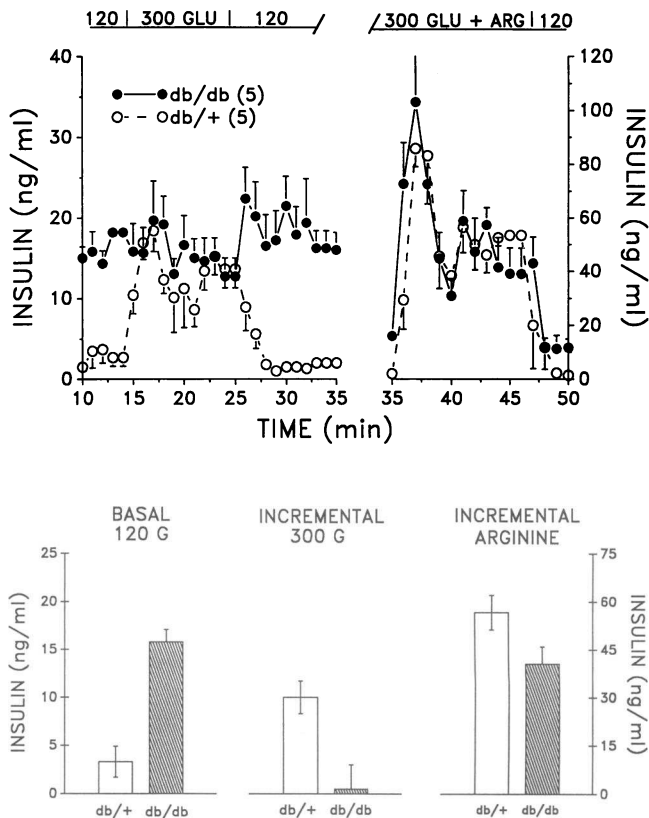 120 | 300 GLU | 120
300 GLU + ARG | 120
50
40
30
20
10
0
INSULIN (ng/ml)
db/db (5)
db/+ (5)
120
100
80
60
40
20
0
INSULIN (ng/ml)
10 15 20 25 30 35
35 40 45 50
TIME (min)
BASAL
120 G
INCREMENTAL
300 G
INCREMENTAL
ARGININE
25
20
15
10
5
0
INSULIN (ng/ml)
75
60
45
30
15
0
INSULIN (ng/ml)
db/+ db/db
db/+ db/db
db/+ db/db